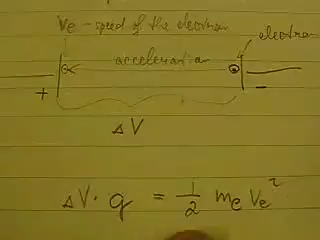 Ve - speed of the electron
electron
acceleration
+ -
ΔV
ΔV · q = 1/2 me Ve²